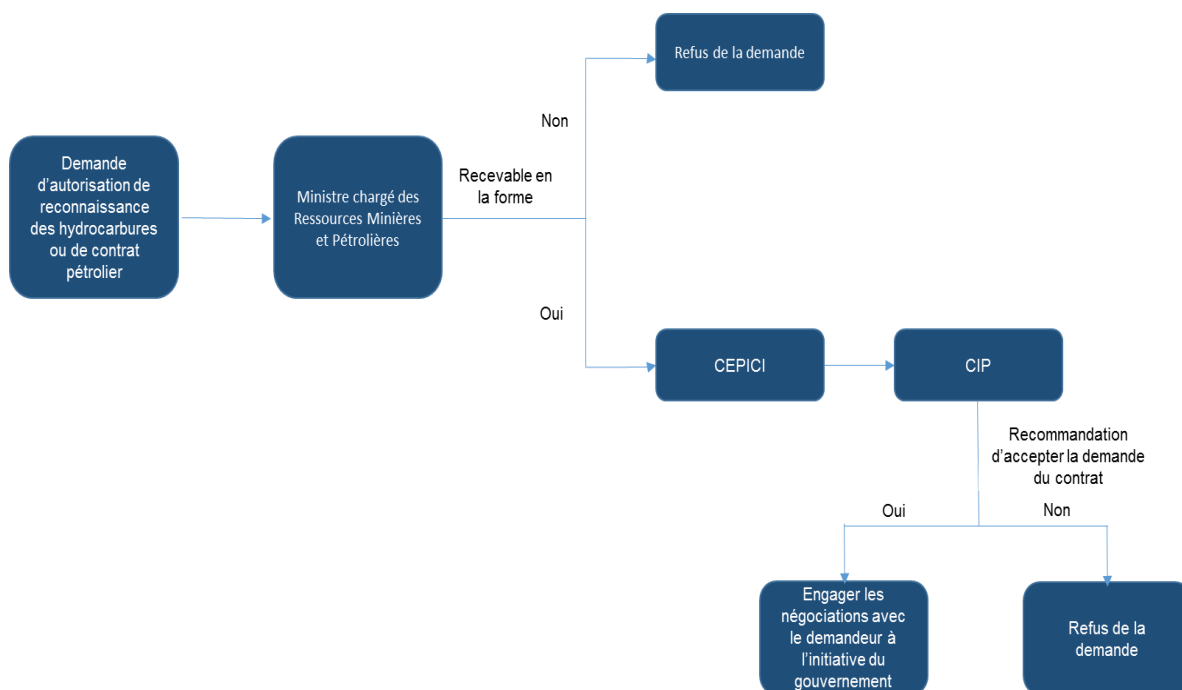 Refus de la demande
Non
Demande
d'autorisation de
reconnaissance
des hydrocarbures
ou de contrat
pétrolier
Ministre chargé des
Ressources Minières
et Pétrolières
Recevable en
la forme
Oui
CEPICI
CIP
Recommandation
d'accepter la demande
du contrat
Oui
Non
Engager les
négociations avec
le demandeur à
l'initiative du
gouvernement
Refus de la
demande